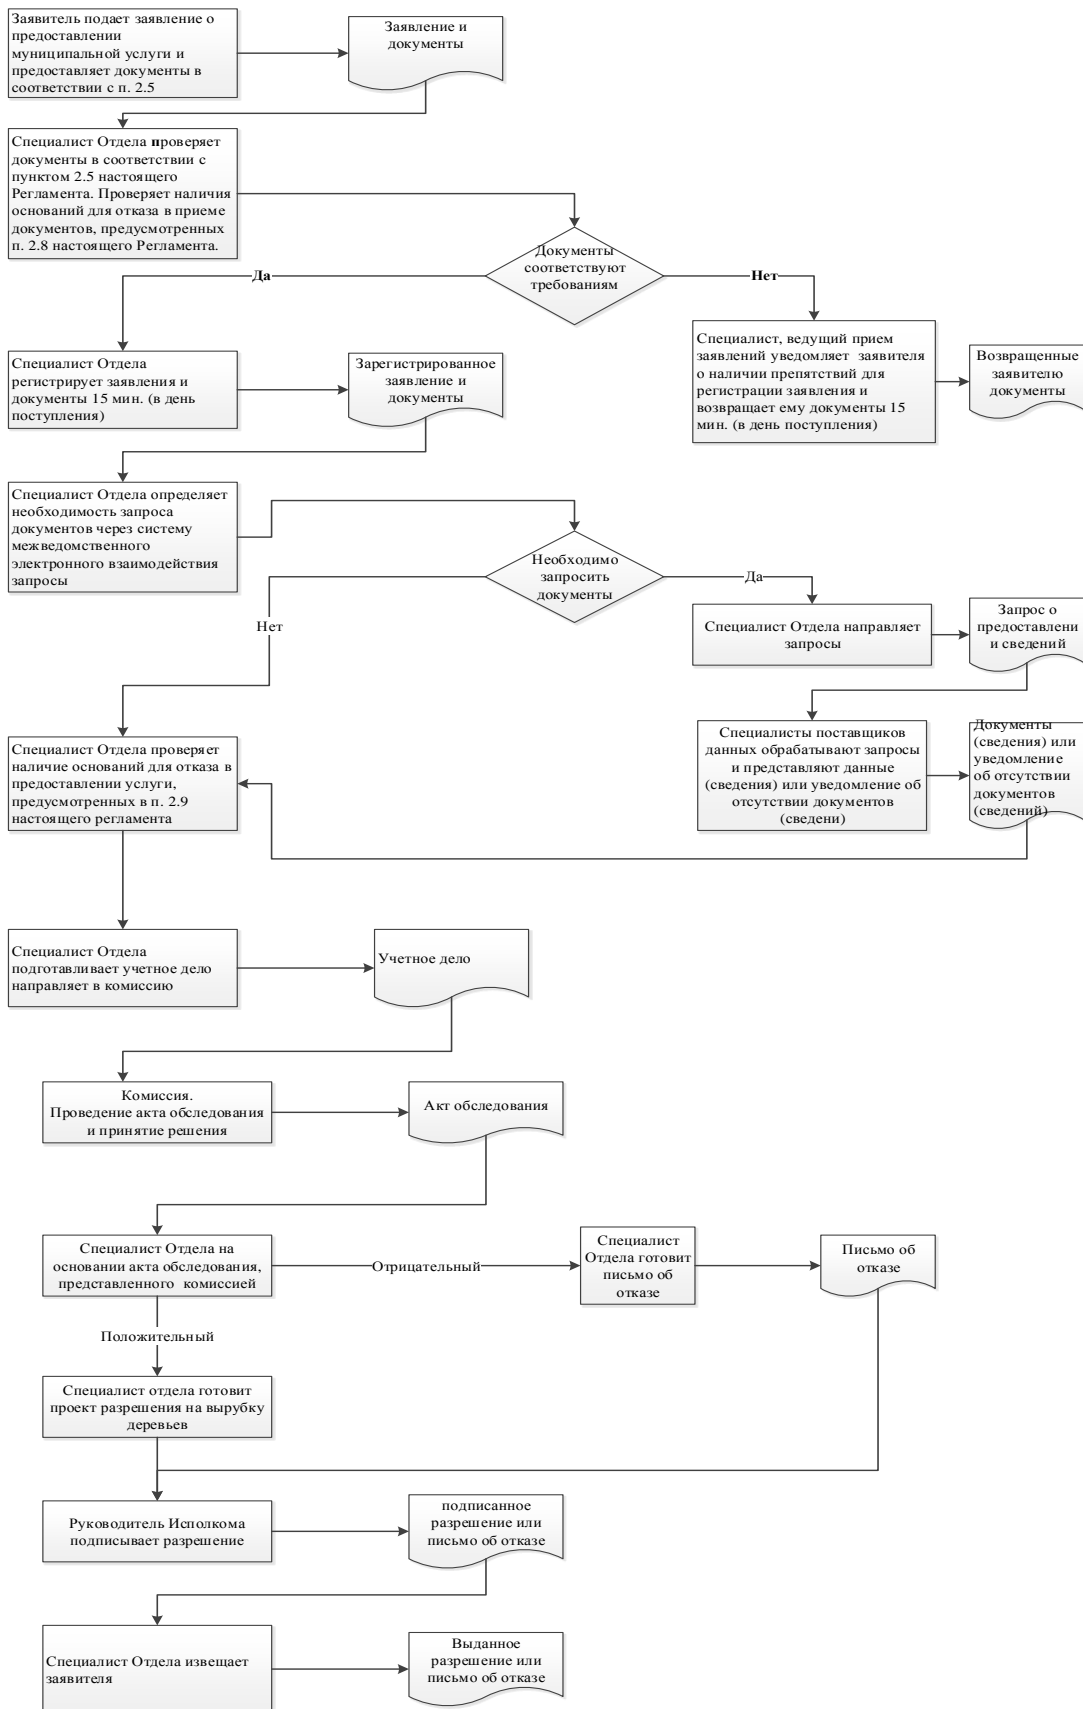 Заявитель подает заявление о
предоставлении
муниципальной услуги и
предоставляет документы в
соответствии с п. 2.5
Заявление и
документы
Специалист Отдела проверяет
документы в соответствии с
пунктом 2.5 настоящего
Регламента. Проверяет наличия
оснований для отказа в приеме
документов, предусмотренных
п. 2.8 настоящего Регламента.
Документы
соответствуют
требованиям
Да
Нет
Специалист Отдела
регистрирует заявления и
документы 15 мин. (в день
поступления)
Зарегистрированное
заявление и
документы
Специалист, ведущий прием
заявлений уведомляет заявителя
о наличии препятствий для
регистрации заявления и
возвращает ему документы 15
мин. (в день поступления)
Возвращенные
заявителю
документы
Специалист Отдела определяет
необходимость запроса
документов через систему
межведомственного
электронного взаимодействия
запросы
Необходимо
запросить
документы
Да
Нет
Специалист Отдела направляет
запросы
Запрос о
предоставлени
и сведений
Специалист Отдела проверяет
наличие оснований для отказа в
предоставлении услуги,
предусмотренных в п. 2.9
настоящего регламента
Специалисты поставщиков
данных обрабатывают запросы
и представляют данные
(сведения) или уведомление об
отсутствии документов
(сведени)
Документы
(сведения) или
уведомление
об отсутствии
документов
(сведений)
Специалист Отдела
подготавливает учетное дело
направляет в комиссию
Учетное дело
Комиссия.
Проведение акта обследования
и принятие решения
Акт обследования
Специалист Отдела на
основании акта обследования,
представленного комиссией
Отрицательный
Специалист
Отдела готовит
письмо об
отказе
Письмо об
отказе
Положительный
Специалист отдела готовит
проект разрешения на вырубку
деревьев
Руководитель Исполкома
подписывает разрешение
подписанное
разрешение или
письмо об отказе
Специалист Отдела извещает
заявителя
Выданное
разрешение или
письмо об отказе